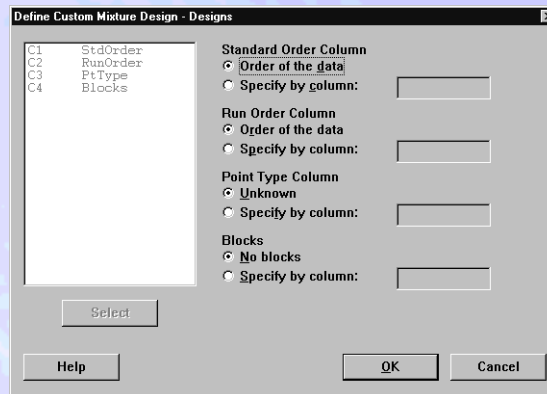 Define Custom Mixture Design - Designs
C1 StdOrder
C2 RunOrder
C3 PtType
C4 Blocks
Select
Standard Order Column
Order of the data
Specify by column:
Run Order Column
Order of the data
Specify by column:
Point Type Column
Unknown
Specify by column:
Blocks
No blocks
Specify by column:
Help
OK
Cancel